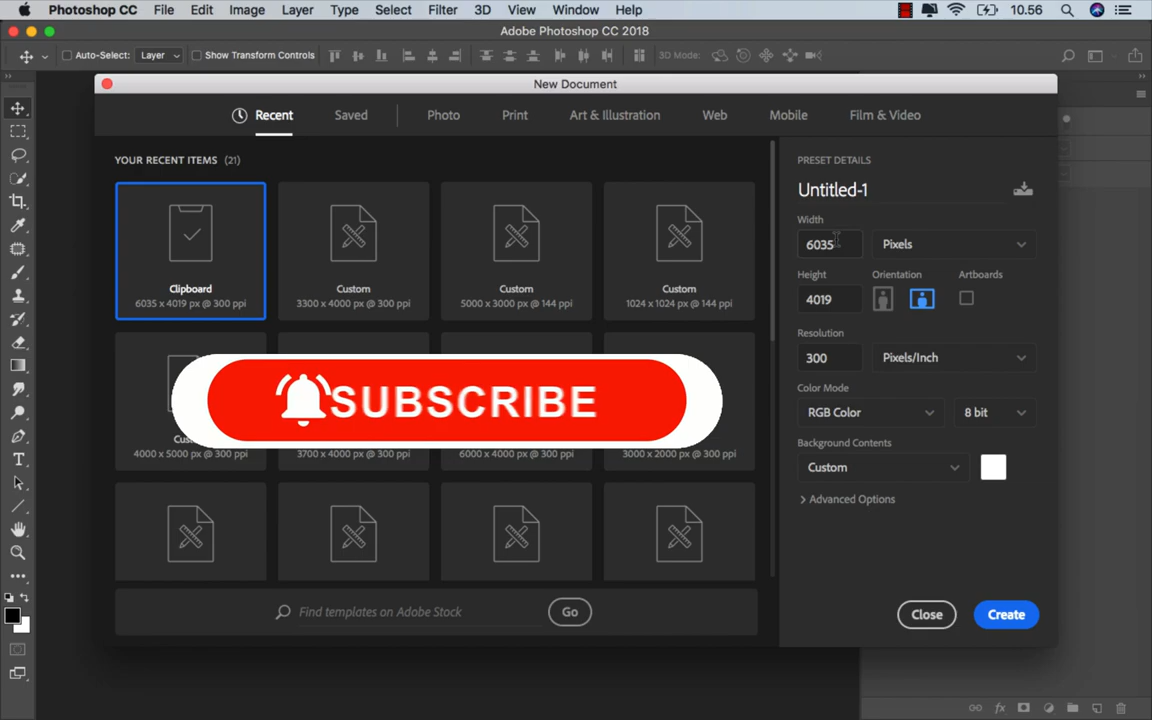 Photoshop CC File Edit Image Layer Type Select Filter 3D View Window Help 10.56
Adobe Photoshop CC 2018
Auto-Select: Layer Show Transform Controls 3D Mode:
New Document
Recent Saved Photo Print Art & Illustration Web Mobile Film & Video
YOUR RECENT ITEMS (21)
Clipboard
6035 x 4019 px @ 300 ppi
Custom
3300 x 4000 px @ 300 ppi
Custom
5000 x 3000 px @ 144 ppi
Custom
1024 x 1024 px @ 144 ppi
SUBSCRIBE
4000 x 5000 px @ 300 ppi
3700 x 4000 px @ 300 ppi
6000 x 4000 px @ 300 ppi
3000 x 2000 px @ 300 ppi
Find templates on Adobe Stock Go
PRESET DETAILS
Untitled-1
Width
6035 Pixels
Height Orientation Artboards
4019
Resolution
300 Pixels/Inch
Color Mode
RGB Color 8 bit
Background Contents
Custom
Advanced Options
Close Create
fx